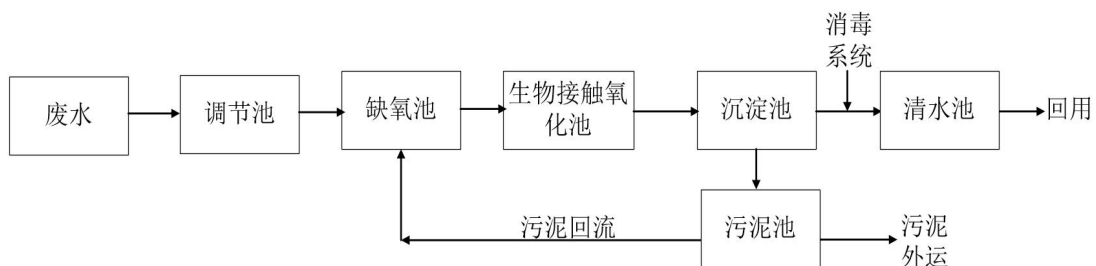 消毒
系统
废水
调节池
缺氧池
生物接触氧
化池
沉淀池
清水池
回用
污泥回流
污泥池
污泥
外运